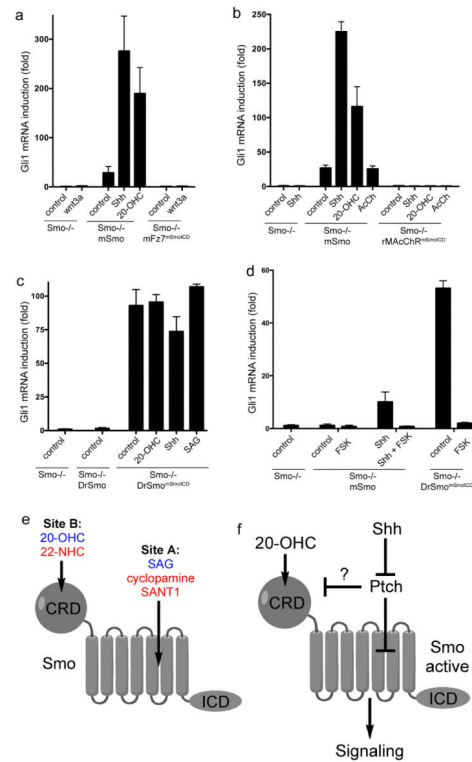 a
Gli1 mRNA induction (fold)
300
200
100
0
control
wnt3a
control
Shh
20-OHC
control
wnt3a
Smo-/-
Smo-/-
mSmo
Smo-/-
mFz7mSmoICD
b
Gli1 mRNA induction (fold)
250
200
150
100
50
0
control
Shh
control
Shh
20-OHC
AcCh
control
Shh
20-OHC
AcCh
Smo-/-
Smo-/-
mSmo
Smo-/-
rMAcChRmSmoICD
c
Gli1 mRNA induction (fold)
100
75
50
25
0
control
control
control
20-OHC
Shh
SAG
Smo-/-
Smo-/-
DrSmo
Smo-/-
DrSmomSmoICD
d
Gli1 mRNA induction (fold)
60
40
20
0
control
control
FSK
Shh
Shh + FSK
control
FSK
Smo-/-
Smo-/-
mSmo
Smo-/-
DrSmomSmoICD
e
Site B:
20-OHC
22-NHC
Site A:
SAG
cyclopamine
SANT1
CRD
Smo
ICD
f
Shh
20-OHC
?
Ptch
CRD
Smo
active
ICD
Signaling